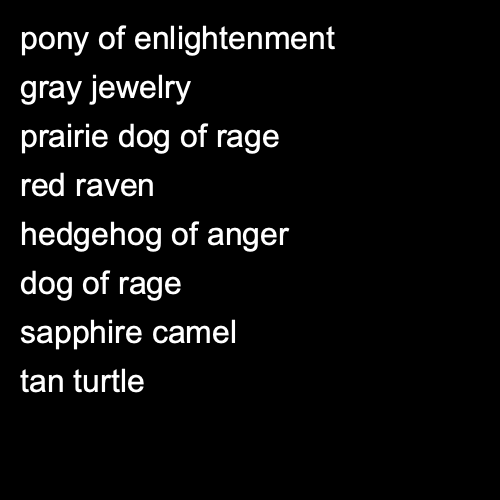 pony of enlightenment
gray jewelry
prairie dog of rage
red raven
hedgehog of anger
dog of rage
sapphire camel
tan turtle